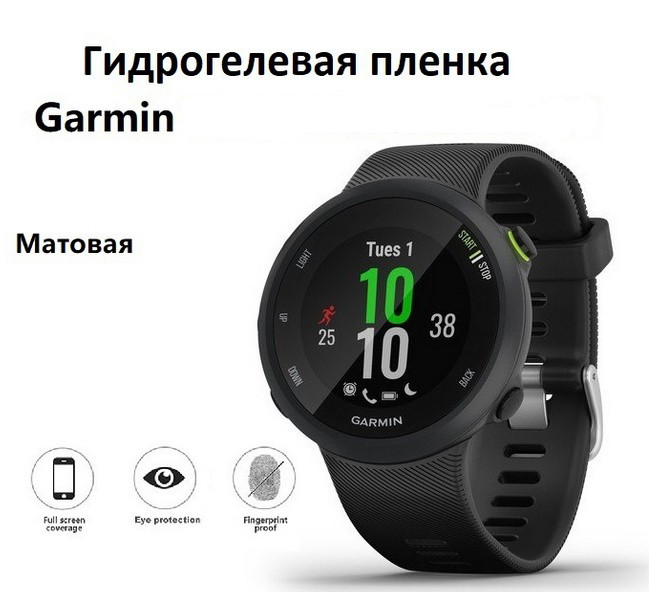 Гидрогелевая пленка
Garmin
Матовая
LIGHT
Tues 1
START
STOP
UP
25
10
10
38
DOWN
BACK
GARMIN
Full screen
coverage
Eye protection
Fingerprint
proof